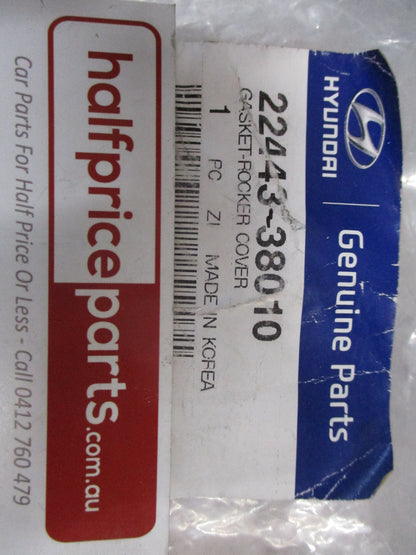 HYUNDAI
Genuine Parts
22443-38010
GASKET-ROCKER COVER
1 PC ZI MADE IN KOREA
halfpriceparts.com.au
Car Parts For Half Price Or Less - Call 0412 760 479